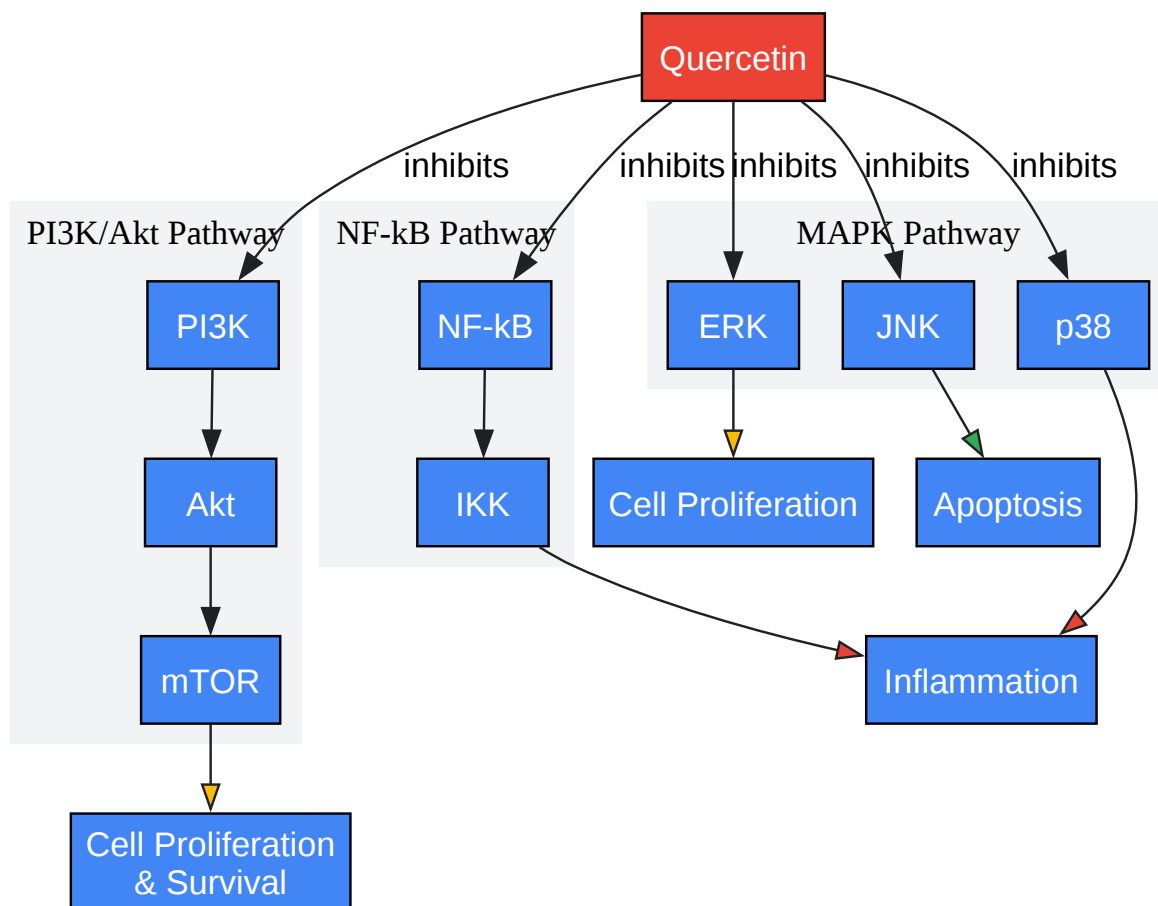 Quercetin
inhibits
inhibits
inhibits
inhibits
inhibits
PI3K/Akt Pathway
NF-kB Pathway
MAPK Pathway
PI3K
NF-kB
ERK
JNK
p38
Akt
IKK
Cell Proliferation
Apoptosis
mTOR
Inflammation
Cell Proliferation
& Survival